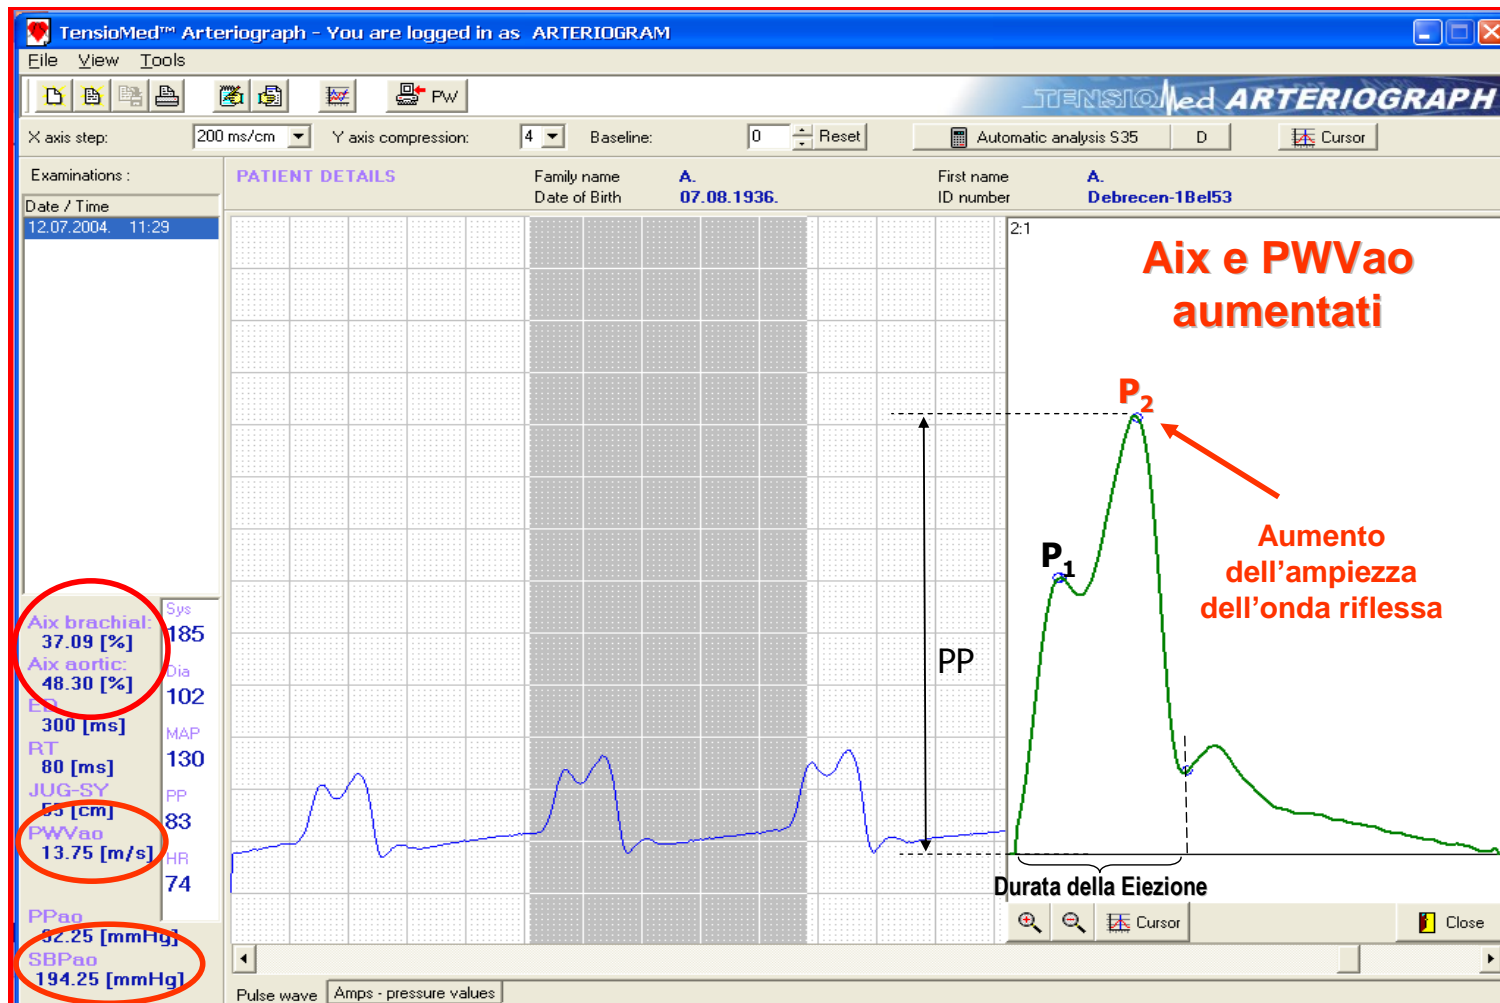 TensioMed™ Arteriograph - You are logged in as ARTERIOGRAM
File View Tools
PW
TENSIOMed ARTERIOGRAPH
X axis step: 200 ms/cm Y axis compression: 4 Baseline: 0 Reset Automatic analysis S35 D Cursor
Examinations :
Date / Time
12.07.2004. 11:29
PATIENT DETAILS
Family name A.
Date of Birth 07.08.1936.
First name A.
ID number Debrecen-1Bel53
2:1
Aix e PWVao
aumentati
P2
P1
Aumento
dell'ampiezza
dell'onda riflessa
PP
Durata della Eiezione
Aix brachial:
37.09 [%]
Aix aortic:
48.30 [%]
ED
300 [ms]
RT
80 [ms]
JUG-SY
55 [cm]
PWVao
13.75 [m/s]
PPao
92.25 [mmHg]
SBPao
194.25 [mmHg]
Sys
185
Dia
102
MAP
130
PP
83
HR
74
Cursor
Close
Pulse wave Amps - pressure values